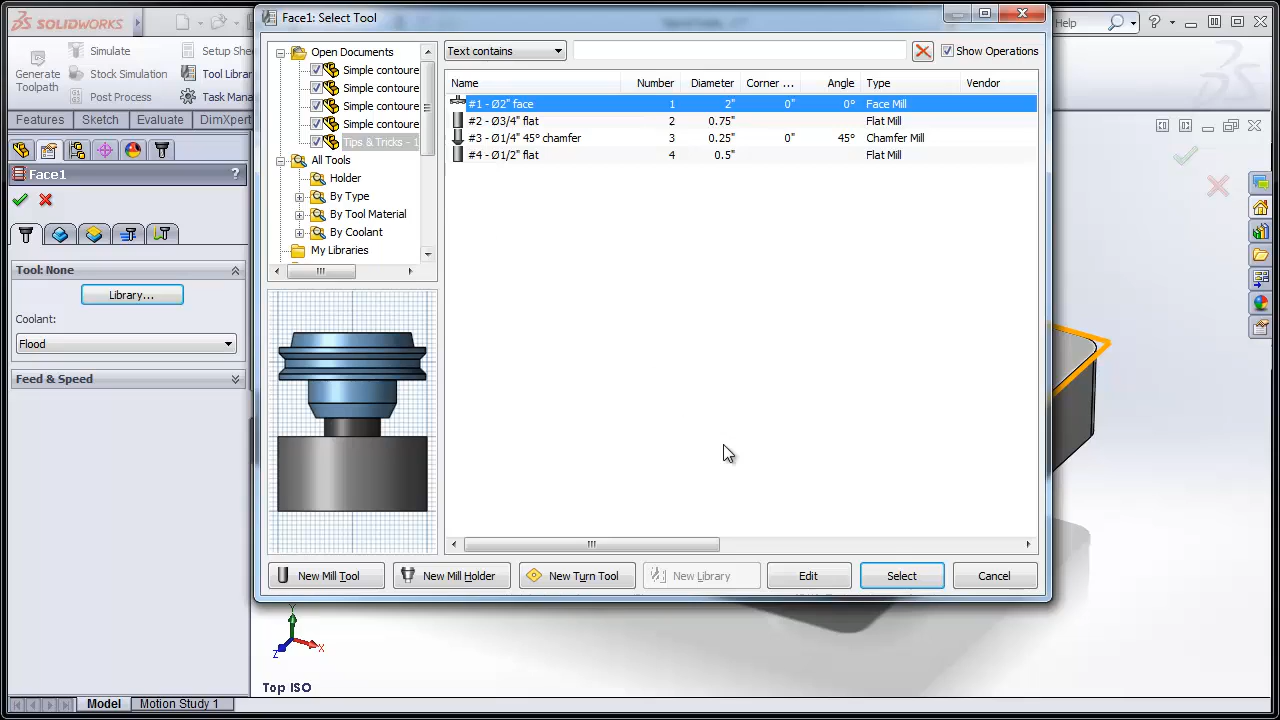 SOLIDWORKS
Help
?
Generate
Toolpath
Simulate
Stock Simulation
Post Process
Setup Shee
Tool Librar
Task Mana
Features
Sketch
Evaluate
DimXpert
Face1
?
Tool: None
Library...
Coolant:
Flood
Feed & Speed
Face1: Select Tool
Open Documents
Simple contoure
Simple contoure
Simple contoure
Simple contoure
Tips & Tricks - 1
All Tools
Holder
By Type
By Tool Material
By Coolant
My Libraries
Text contains
Show Operations
Name Number Diameter Corner ... Angle Type Vendor
#1 - Ø2" face 1 2" 0" 0° Face Mill
#2 - Ø3/4" flat 2 0.75" Flat Mill
#3 - Ø1/4" 45° chamfer 3 0.25" 0" 45° Chamfer Mill
#4 - Ø1/2" flat 4 0.5" Flat Mill
New Mill Tool
New Mill Holder
New Turn Tool
New Library
Edit
Select
Cancel
Y
X
Z
Top ISO
Model
Motion Study 1